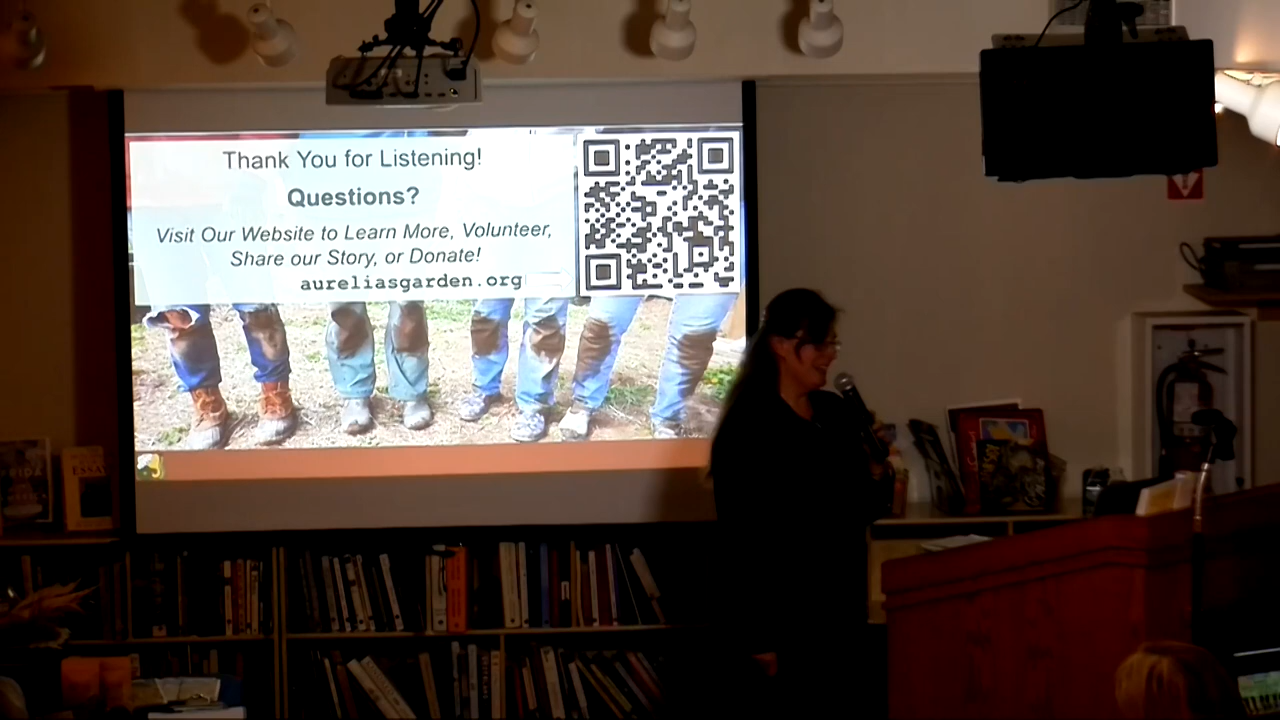 Thank You for Listening!
Questions?
Visit Our Website to Learn More, Volunteer,
Share our Story, or Donate!
aureliasgarden.org